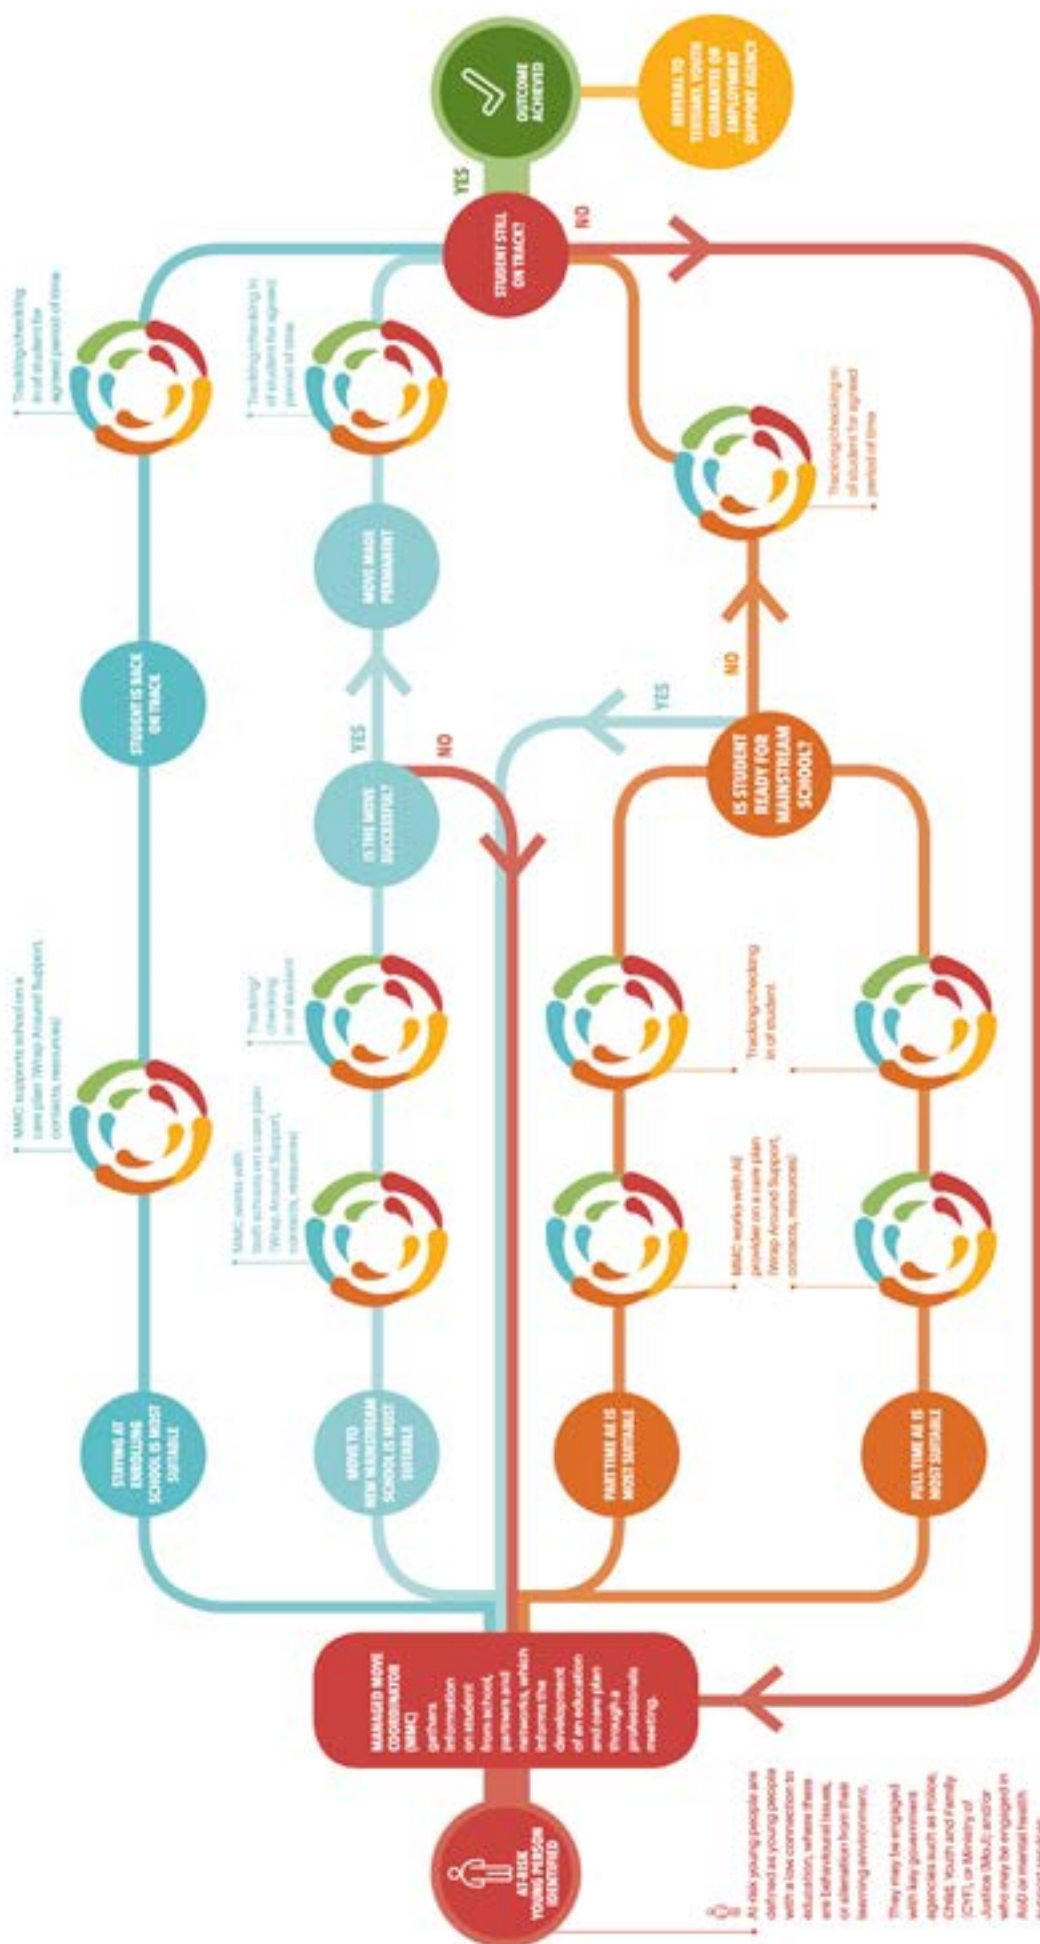 AT-RISK
YOUNG PERSON
IDENTIFIED
At-risk young people are
defined as young people
with a low connection to
education, where there
are behavioural issues,
or alienation from their
learning environment.
They may be engaged
with key government
agencies such as Police,
Child, Youth and Family
(CYF), or Ministry of
Justice (MoJ); and/or
who may be engaged in
AoD or mental health
MANAGED MOVE
COORDINATOR
(MMC)
gathers
information
on student
from school,
partners and
networks, which
informs the
development
of an education
and care plan
through a
professionals
meeting.
STAYING AT
ENROLLING
SCHOOL IS MOST
SUITABLE
MMC supports school on a
care plan (Wrap Around Support,
contacts, resources)
STUDENT IS BACK
ON TRACK
Tracking/checking
in of student for
agreed period of time
MOVE TO
NEW MAINSTREAM
SCHOOL IS MOST
SUITABLE
MMC works with
both schools on a care plan
(Wrap Around Support,
contacts, resources)
Tracking/
checking
in of student
IS THE MOVE
SUCCESSFUL?
YES
NO
MOVE MADE
PERMANENT
Tracking/checking in
of student for agreed
period of time
PART TIME AE IS
MOST SUITABLE
FULL TIME AE IS
MOST SUITABLE
MMC works with AE
provider on a care plan
(Wrap Around Support,
contacts, resources)
Tracking/checking
in of student
IS STUDENT
READY FOR
MAINSTREAM
SCHOOL?
YES
NO
Tracking/checking in
of student for agreed
period of time
STUDENT STILL
ON TRACK?
YES
NO
OUTCOME
ACHIEVED
REFERAL TO
TERTIARY, YOUTH
GUARANTEE OR
EMPLOYMENT
SUPPORT AGENCY